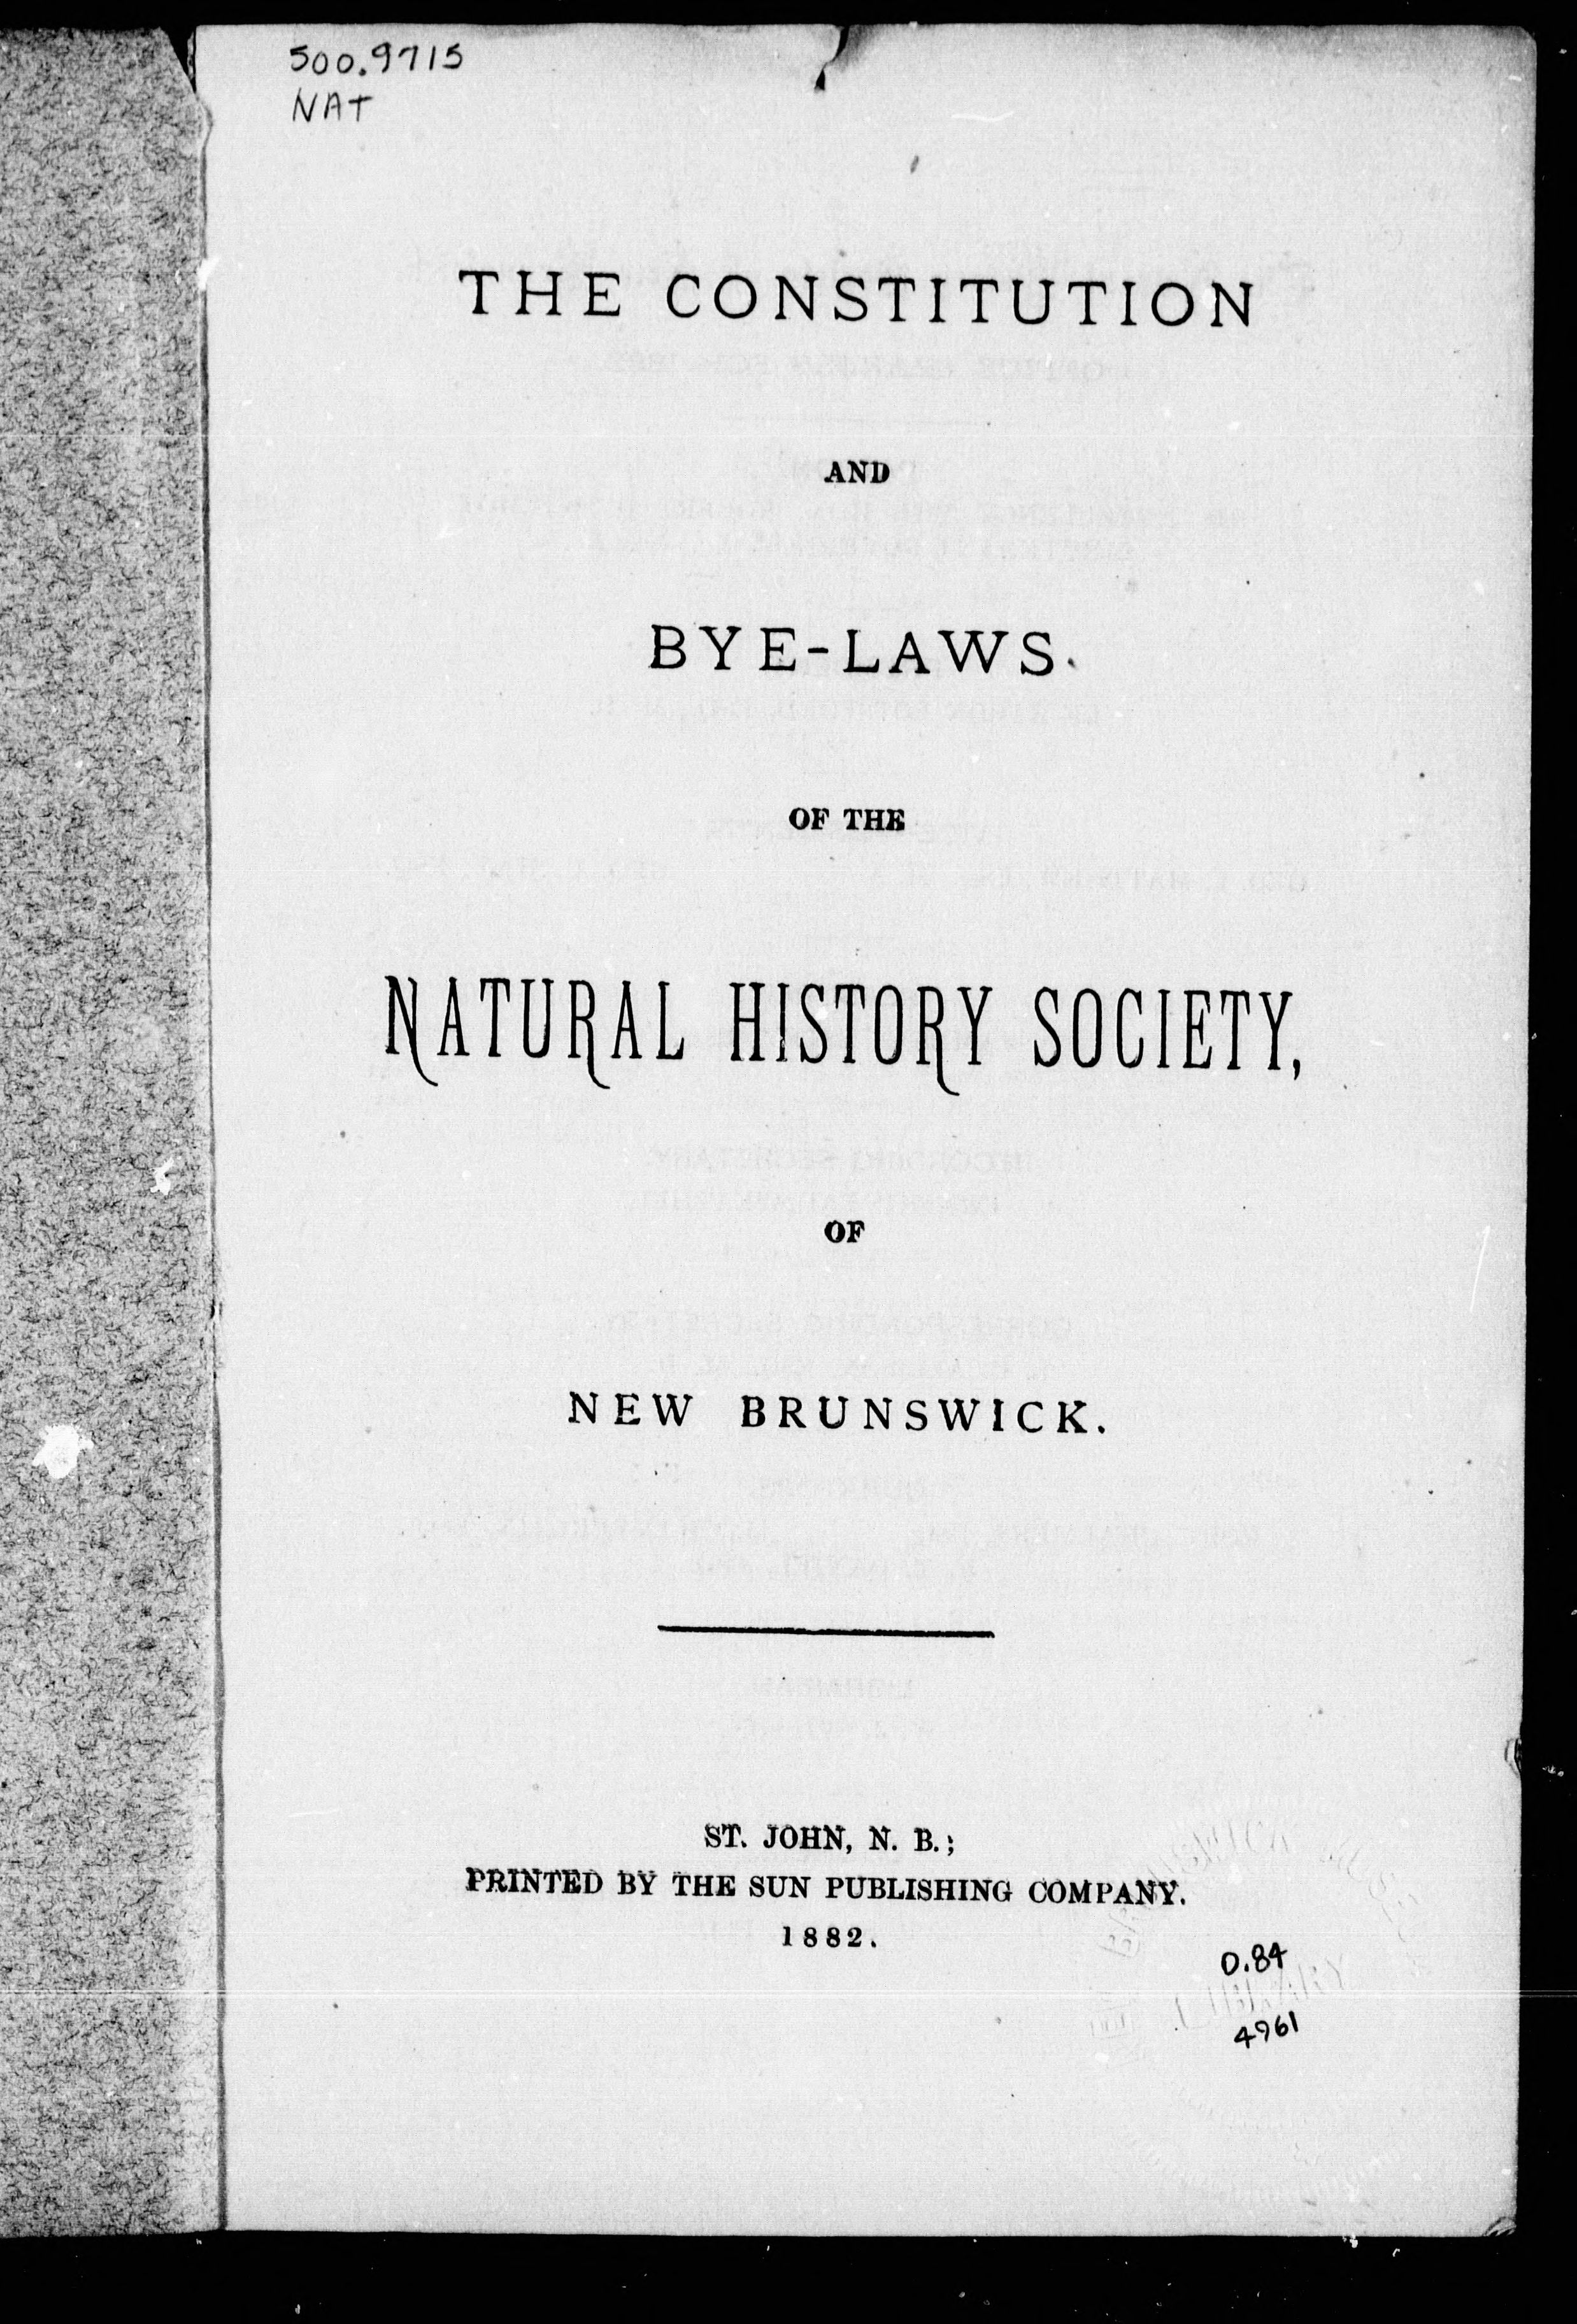 500.9715
NAT
THE CONSTITUTION
AND
BYE-LAWS.
OF THE
NATURAL HISTORY SOCIETY,
OF
NEW BRUNSWICK.
ST. JOHN, N. B.;
PRINTED BY THE SUN PUBLISHING COMPANY.
1882.
0.84
LIBRARY
4961